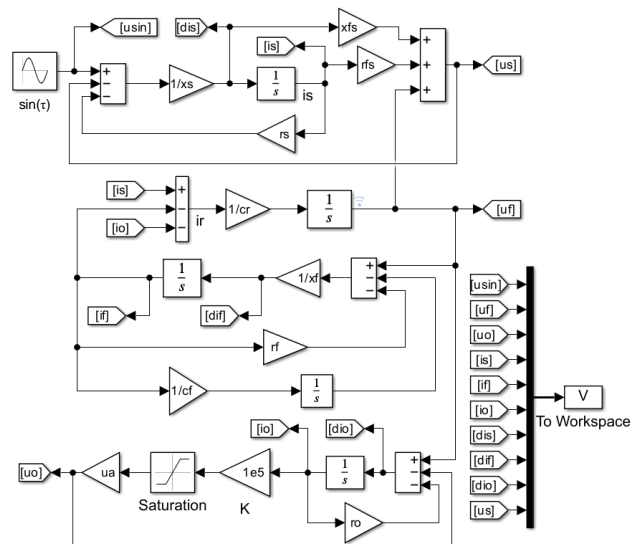 [usin]
[dis]
xfs
+
[is]
+
−
−
1/xs
1
s
rfs
+
+
+
[us]
sin(τ)
is
rs
[is]
+
−
−
[io]
ir
1/cr
1
s
[uf]
1
s
1/xf
+
−
−
[if]
[dif]
rf
1/cf
1
s
[usin]
[uf]
[uo]
[is]
[if]
[io]
[dis]
[dif]
[dio]
[us]
V
To Workspace
[io]
[dio]
[uo]
ua
1e5
1
s
+
−
−
Saturation
K
ro